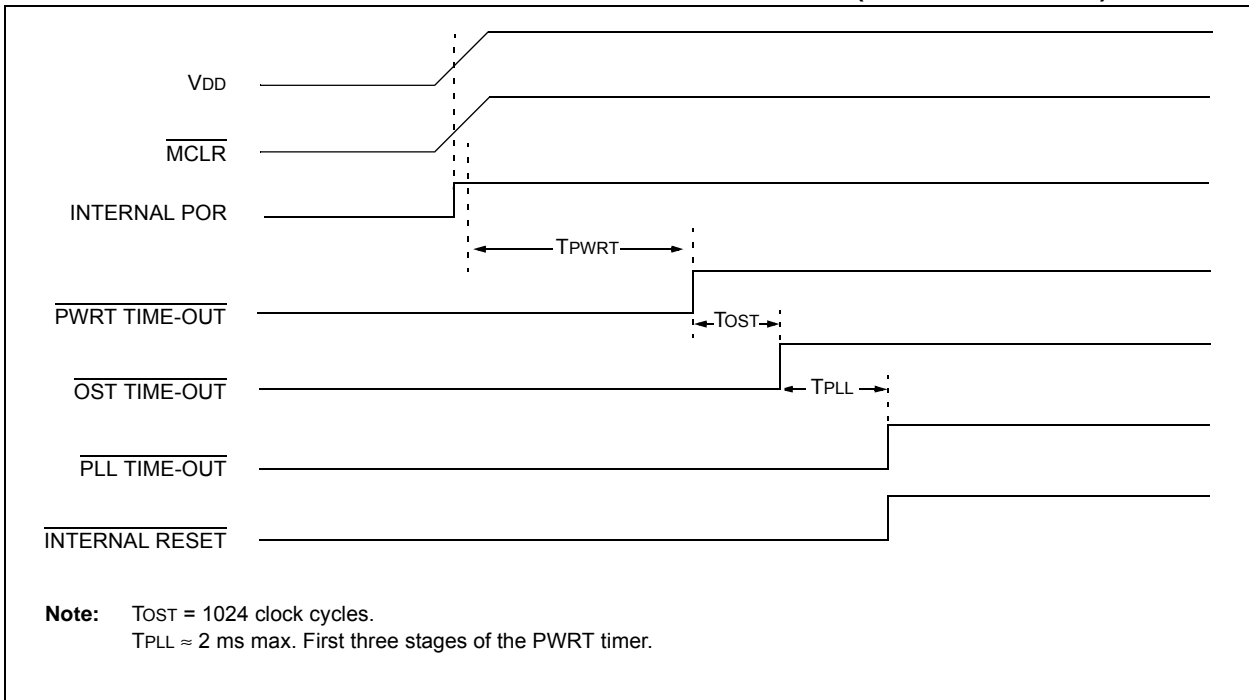 VDD
MCLR
INTERNAL POR
TPWRT
PWRT TIME-OUT
TOST
OST TIME-OUT
TPLL
PLL TIME-OUT
INTERNAL RESET
Note: TOST = 1024 clock cycles.
TPLL ≈ 2 ms max. First three stages of the PWRT timer.